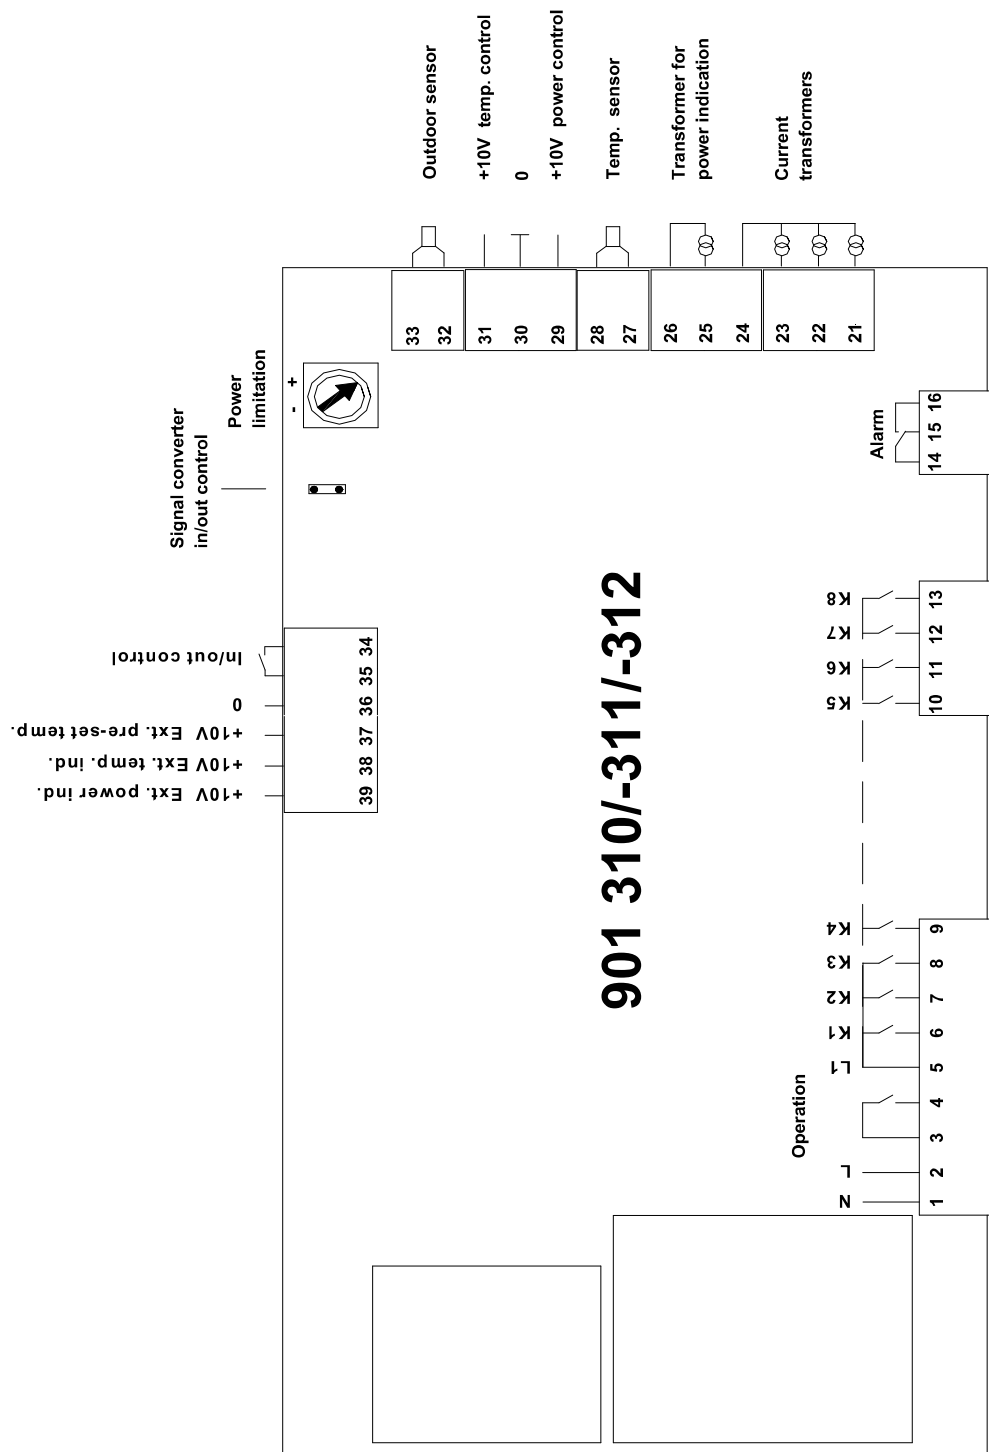 Outdoor sensor
+10V temp. control
0
+10V power control
Temp. sensor
Transformer for
power indication
Current
transformers
33
32
31
30
29
28
27
26
25
24
23
22
21
Power
limitation
- +
Signal converter
in/out control
Alarm
14 15 16
In/out control
0
+10V Ext. pre-set temp.
+10V Ext. temp. ind.
+10V Ext. power ind.
39 38 37 36 35 34
901 310/-311/-312
K8
K7
K6
K5
13
12
11
10
K4
K3
K2
K1
L1
Operation
L
N
9
8
7
6
5
4
3
2
1